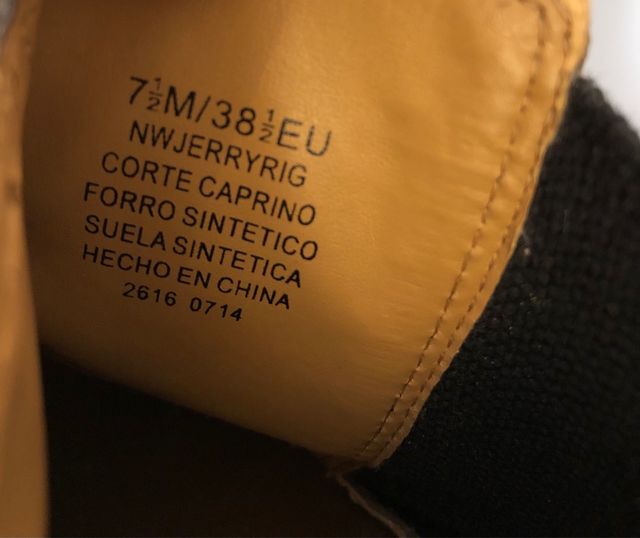 7½M/38½EU
NWJERRYRIG
CORTE CAPRINO
FORRO SINTETICO
SUELA SINTETICA
HECHO EN CHINA
2616 0714